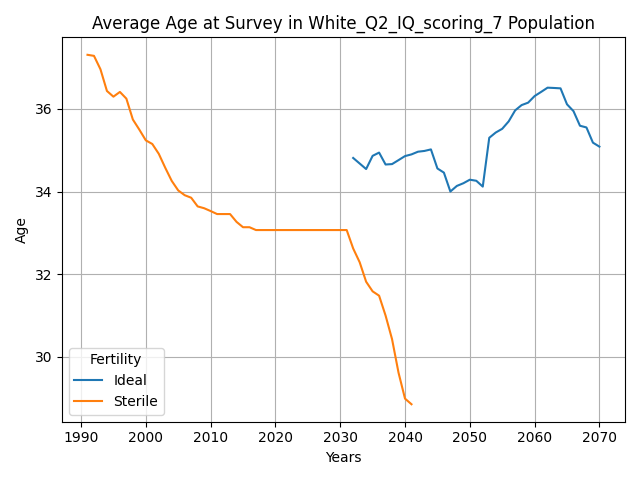 Average Age at Survey in White_Q2_IQ_scoring_7 Population
Age
36
34
32
30
Fertility
Ideal
Sterile
1990 2000 2010 2020 2030 2040 2050 2060 2070
Years